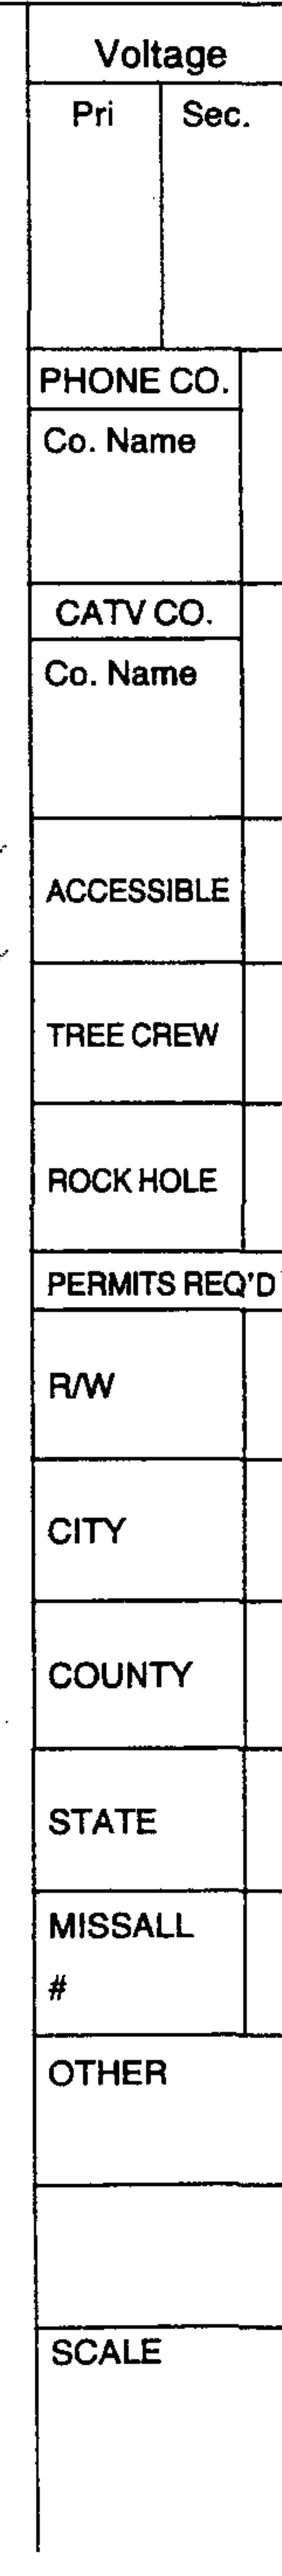 Voltage
Pri Sec.
PHONE CO.
Co. Name
CATV CO.
Co. Name
ACCESSIBLE
TREE CREW
ROCK HOLE
PERMITS REQ'D
R/W
CITY
COUNTY
STATE
MISSALL
#
OTHER
SCALE